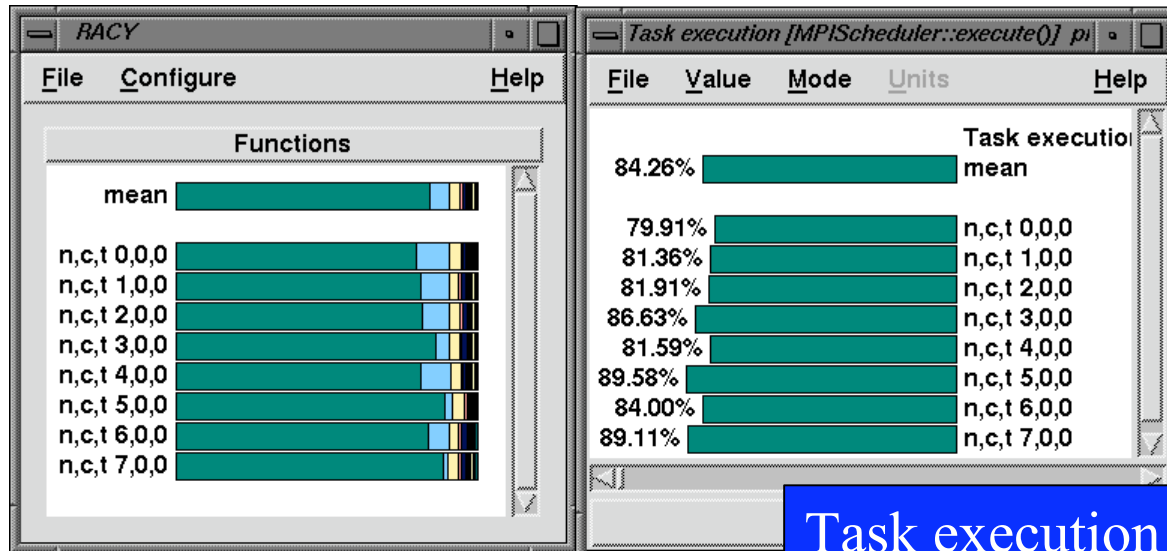 RACY
File Configure Help
Functions
mean
n,c,t 0,0,0
n,c,t 1,0,0
n,c,t 2,0,0
n,c,t 3,0,0
n,c,t 4,0,0
n,c,t 5,0,0
n,c,t 6,0,0
n,c,t 7,0,0
Task execution [MPIScheduler::execute()]
File Value Mode Units Help
Task execution
84.26% mean
79.91% n,c,t 0,0,0
81.36% n,c,t 1,0,0
81.91% n,c,t 2,0,0
86.63% n,c,t 3,0,0
81.59% n,c,t 4,0,0
89.58% n,c,t 5,0,0
84.00% n,c,t 6,0,0
89.11% n,c,t 7,0,0
Task execution